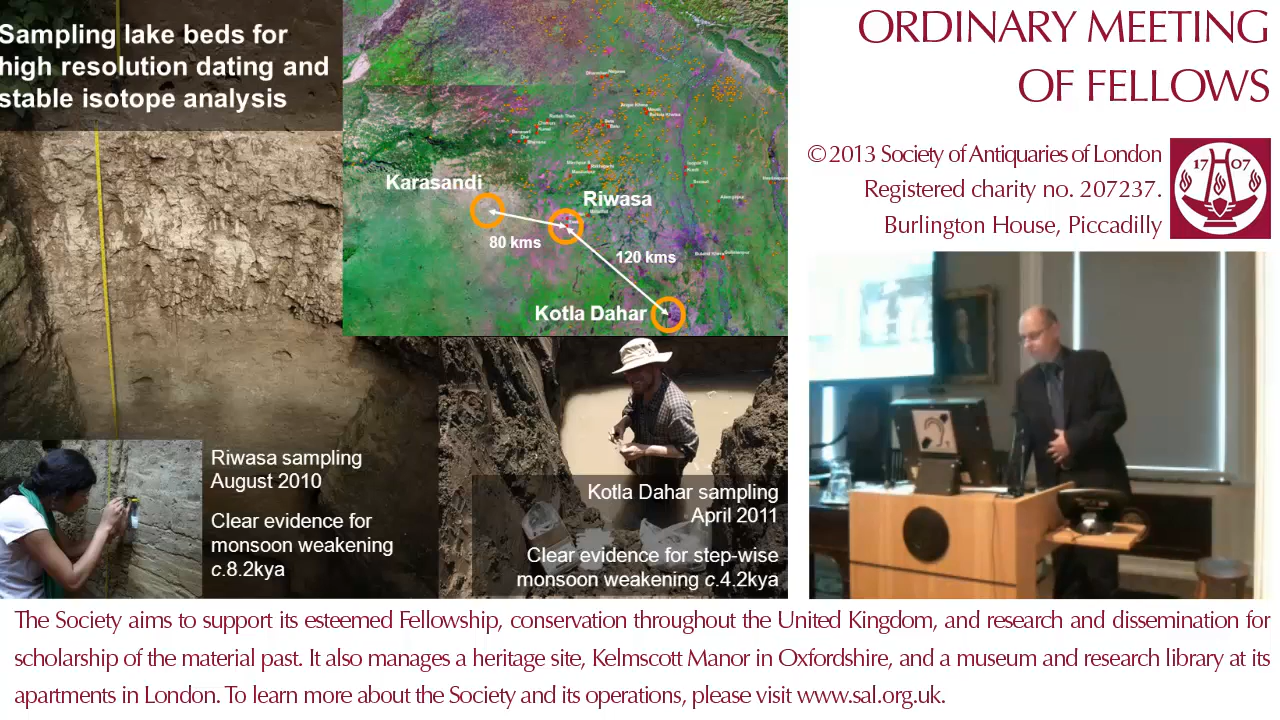 Sampling lake beds for
high resolution dating and
stable isotope analysis
Karasandi
Riwasa
80 kms
120 kms
Kotla Dahar
Riwasa sampling
August 2010
Clear evidence for
monsoon weakening
c.8.2kya
Kotla Dahar sampling
April 2011
Clear evidence for step-wise
monsoon weakening c.4.2kya
ORDINARY MEETING
OF FELLOWS
© 2013 Society of Antiquaries of London
Registered charity no. 207237.
Burlington House, Piccadilly
17 07
The Society aims to support its esteemed Fellowship, conservation throughout the United Kingdom, and research and dissemination for
scholarship of the material past. It also manages a heritage site, Kelmscott Manor in Oxfordshire, and a museum and research library at its
apartments in London. To learn more about the Society and its operations, please visit www.sal.org.uk.